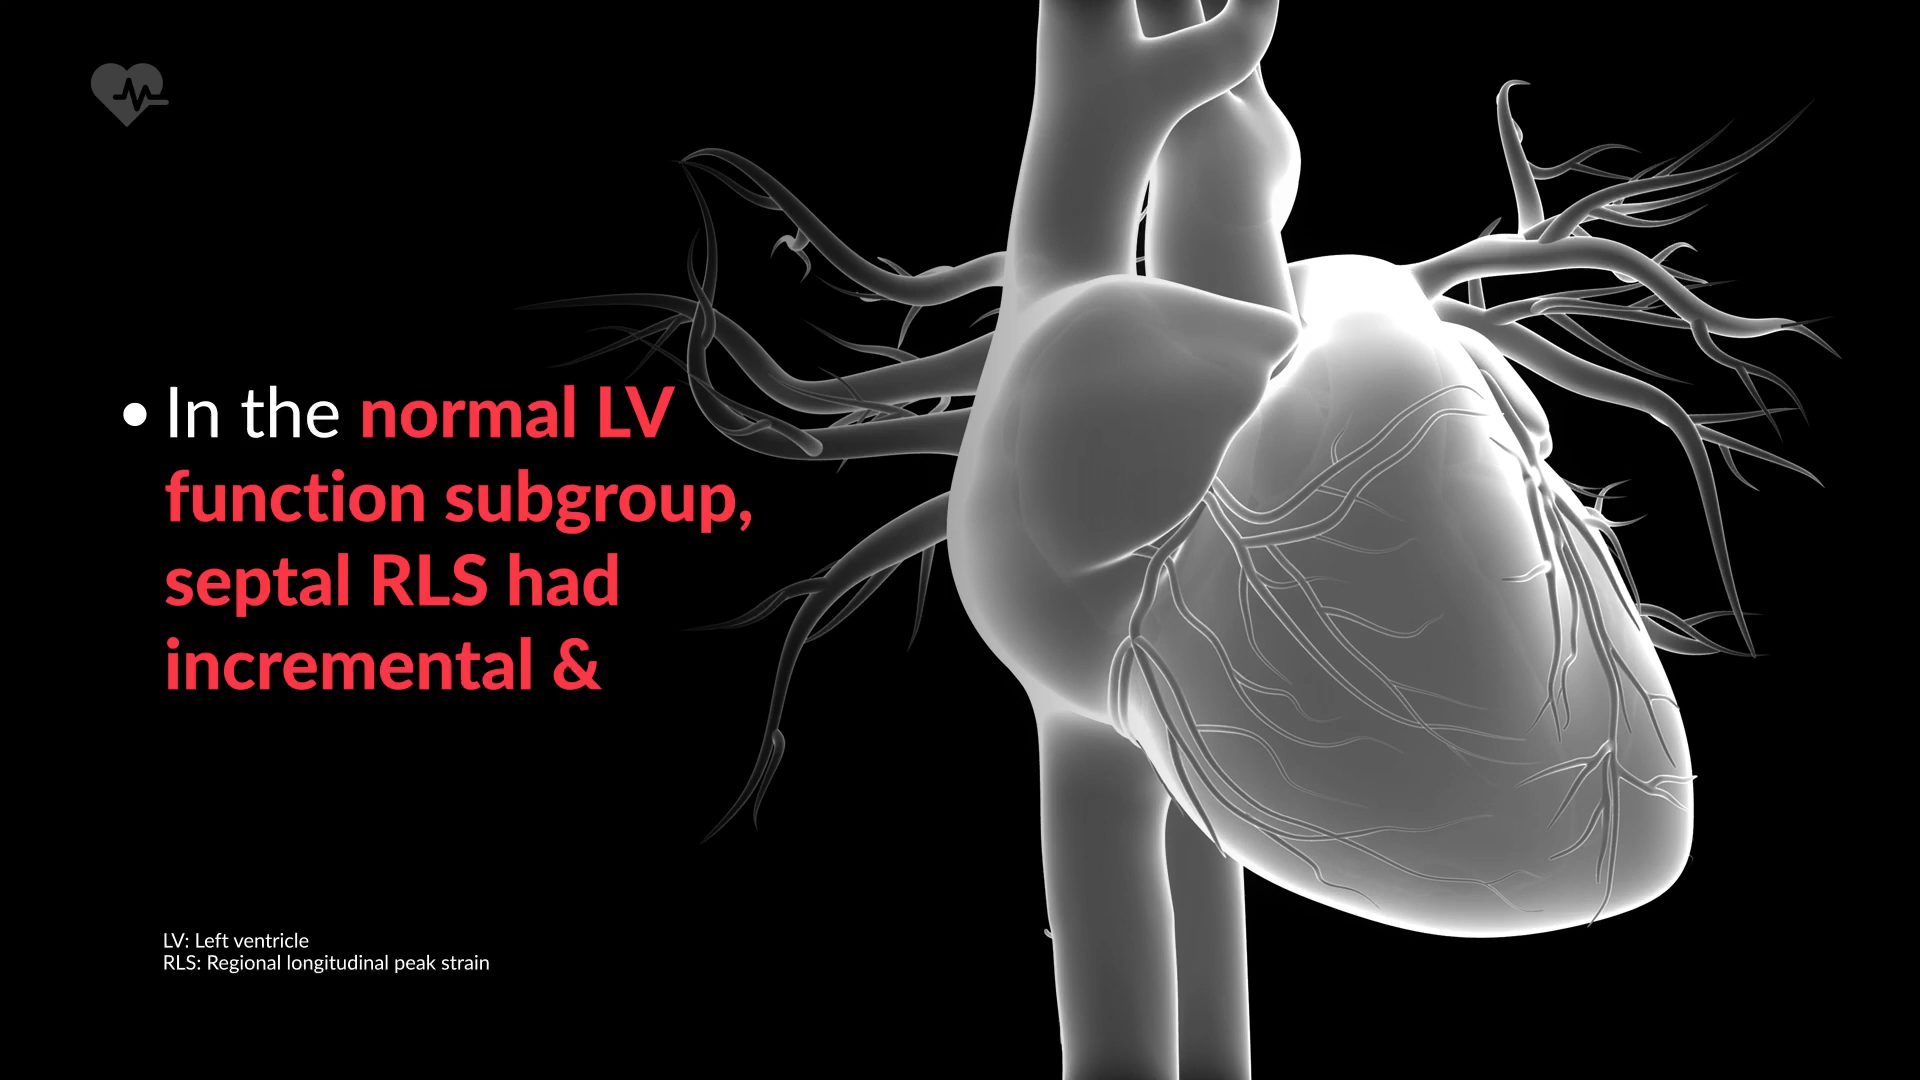 • In the normal LV
function subgroup,
septal RLS had
incremental &
LV: Left ventricle
RLS: Regional longitudinal peak strain